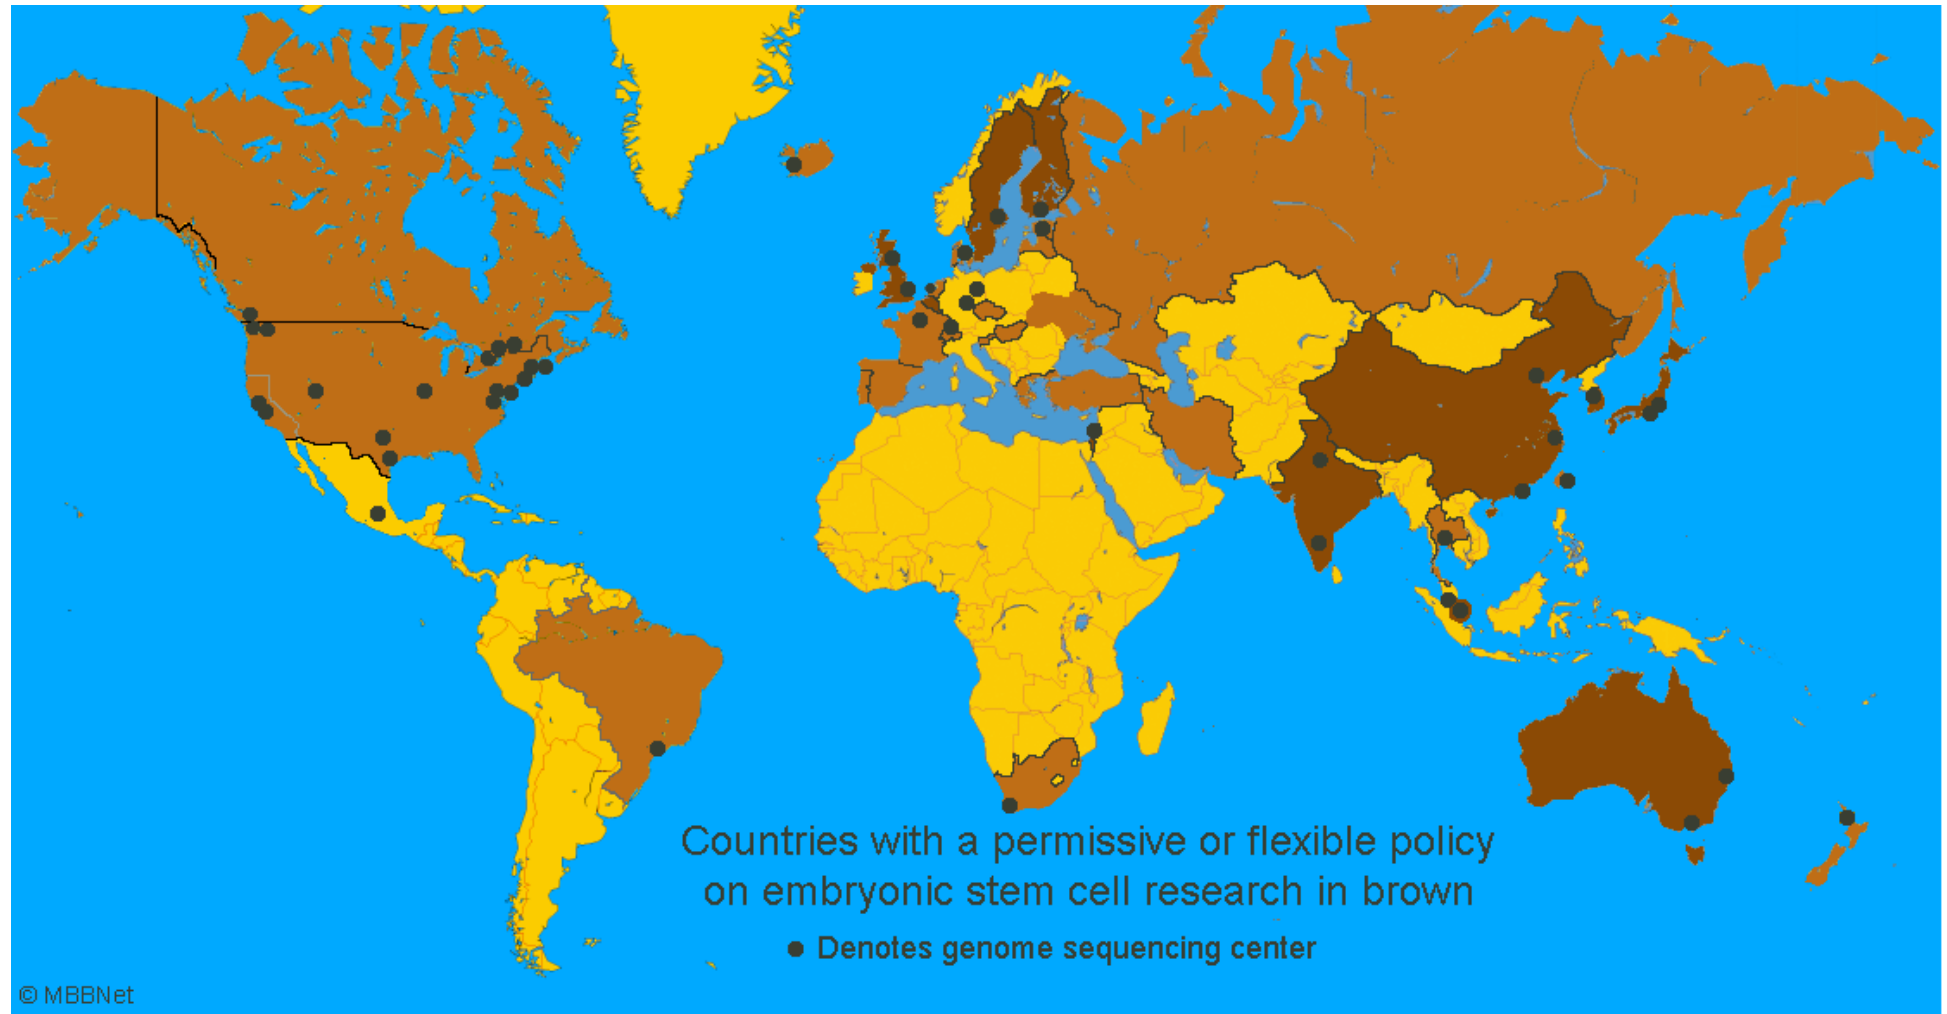 Countries with a permissive or flexible policy
on embryonic stem cell research in brown
Denotes genome sequencing center
© MBBNet